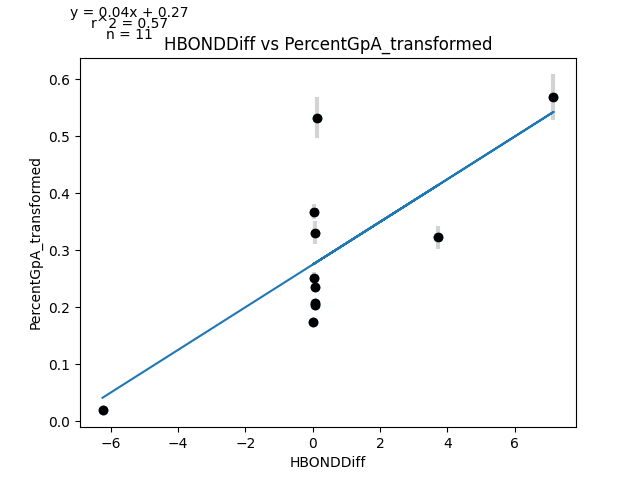 y = 0.04x + 0.27
r^2 = 0.57
n = 11
HBONDDiff vs PercentGpA_transformed
PercentGpA_transformed
0.6
0.5
0.4
0.3
0.2
0.1
0.0
−6
−4
−2
0
2
4
6
HBONDDiff